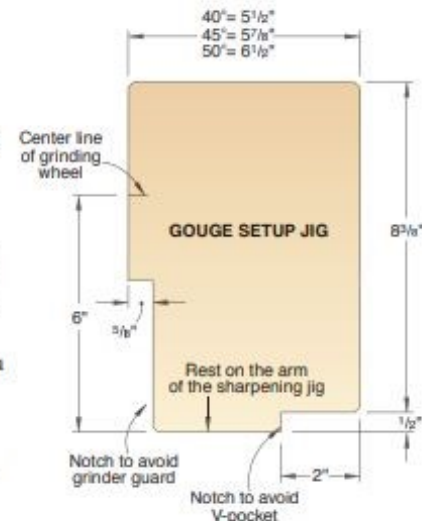 40°= 5 1/2"
45°= 5 7/8"
50°= 6 1/2"
Center line
of grinding
wheel
GOUGE SETUP JIG
8 3/8"
6"
5/8"
Rest on the arm
of the sharpening jig
1/2"
Notch to avoid
grinder guard
2"
Notch to avoid
V-pocket